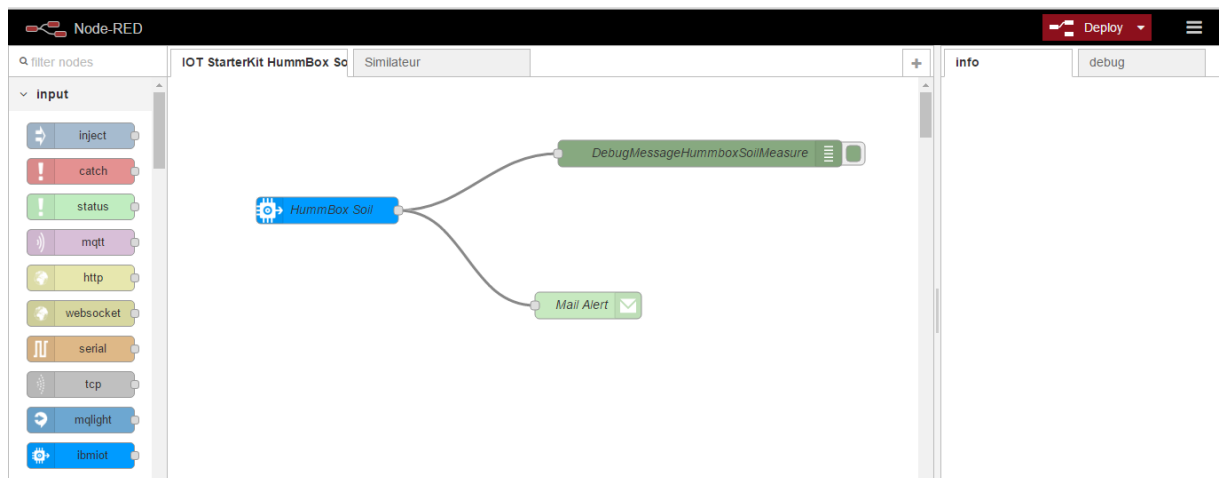 Node-RED
Deploy
filter nodes
IOT StarterKit HummBox So
Similateur
+
info
debug
input
inject
catch
status
mqtt
http
websocket
serial
tcp
mqlight
ibmiot
DebugMessageHummboxSoilMeasure
HummBox Soil
Mail Alert